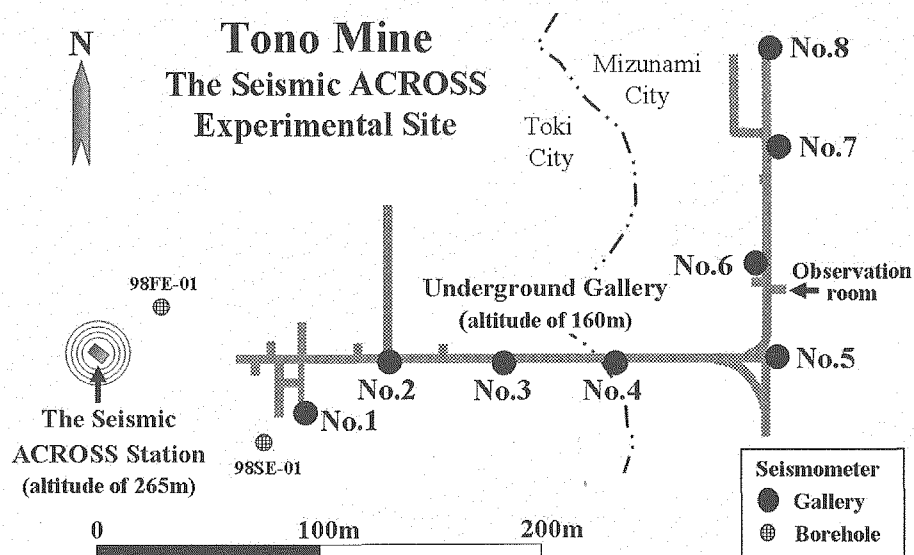 N
Tono Mine
The Seismic ACROSS
Experimental Site
Mizunami
City
Toki
City
No.8
No.7
No.6
Observation
room
98FE-01
Underground Gallery
(altitude of 160m)
No.5
No.2
No.3
No.4
No.1
The Seismic
ACROSS Station
(altitude of 265m)
98SE-01
0
100m
200m
Seismometer
Gallery
Borehole